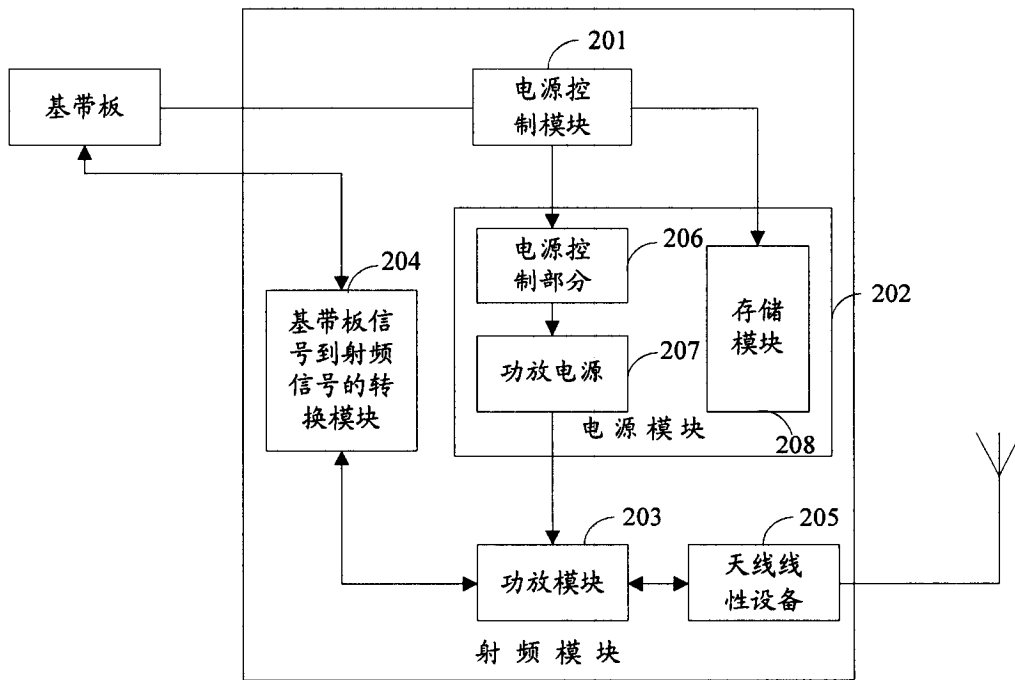 201
基带板
电源控
制模块
204
电源控
制部分
206
202
基带板信
号到射频
信号的转
换模块
存储
模块
功放电源
207
电源模块
208
203
205
功放模块
天线线
性设备
射频模块